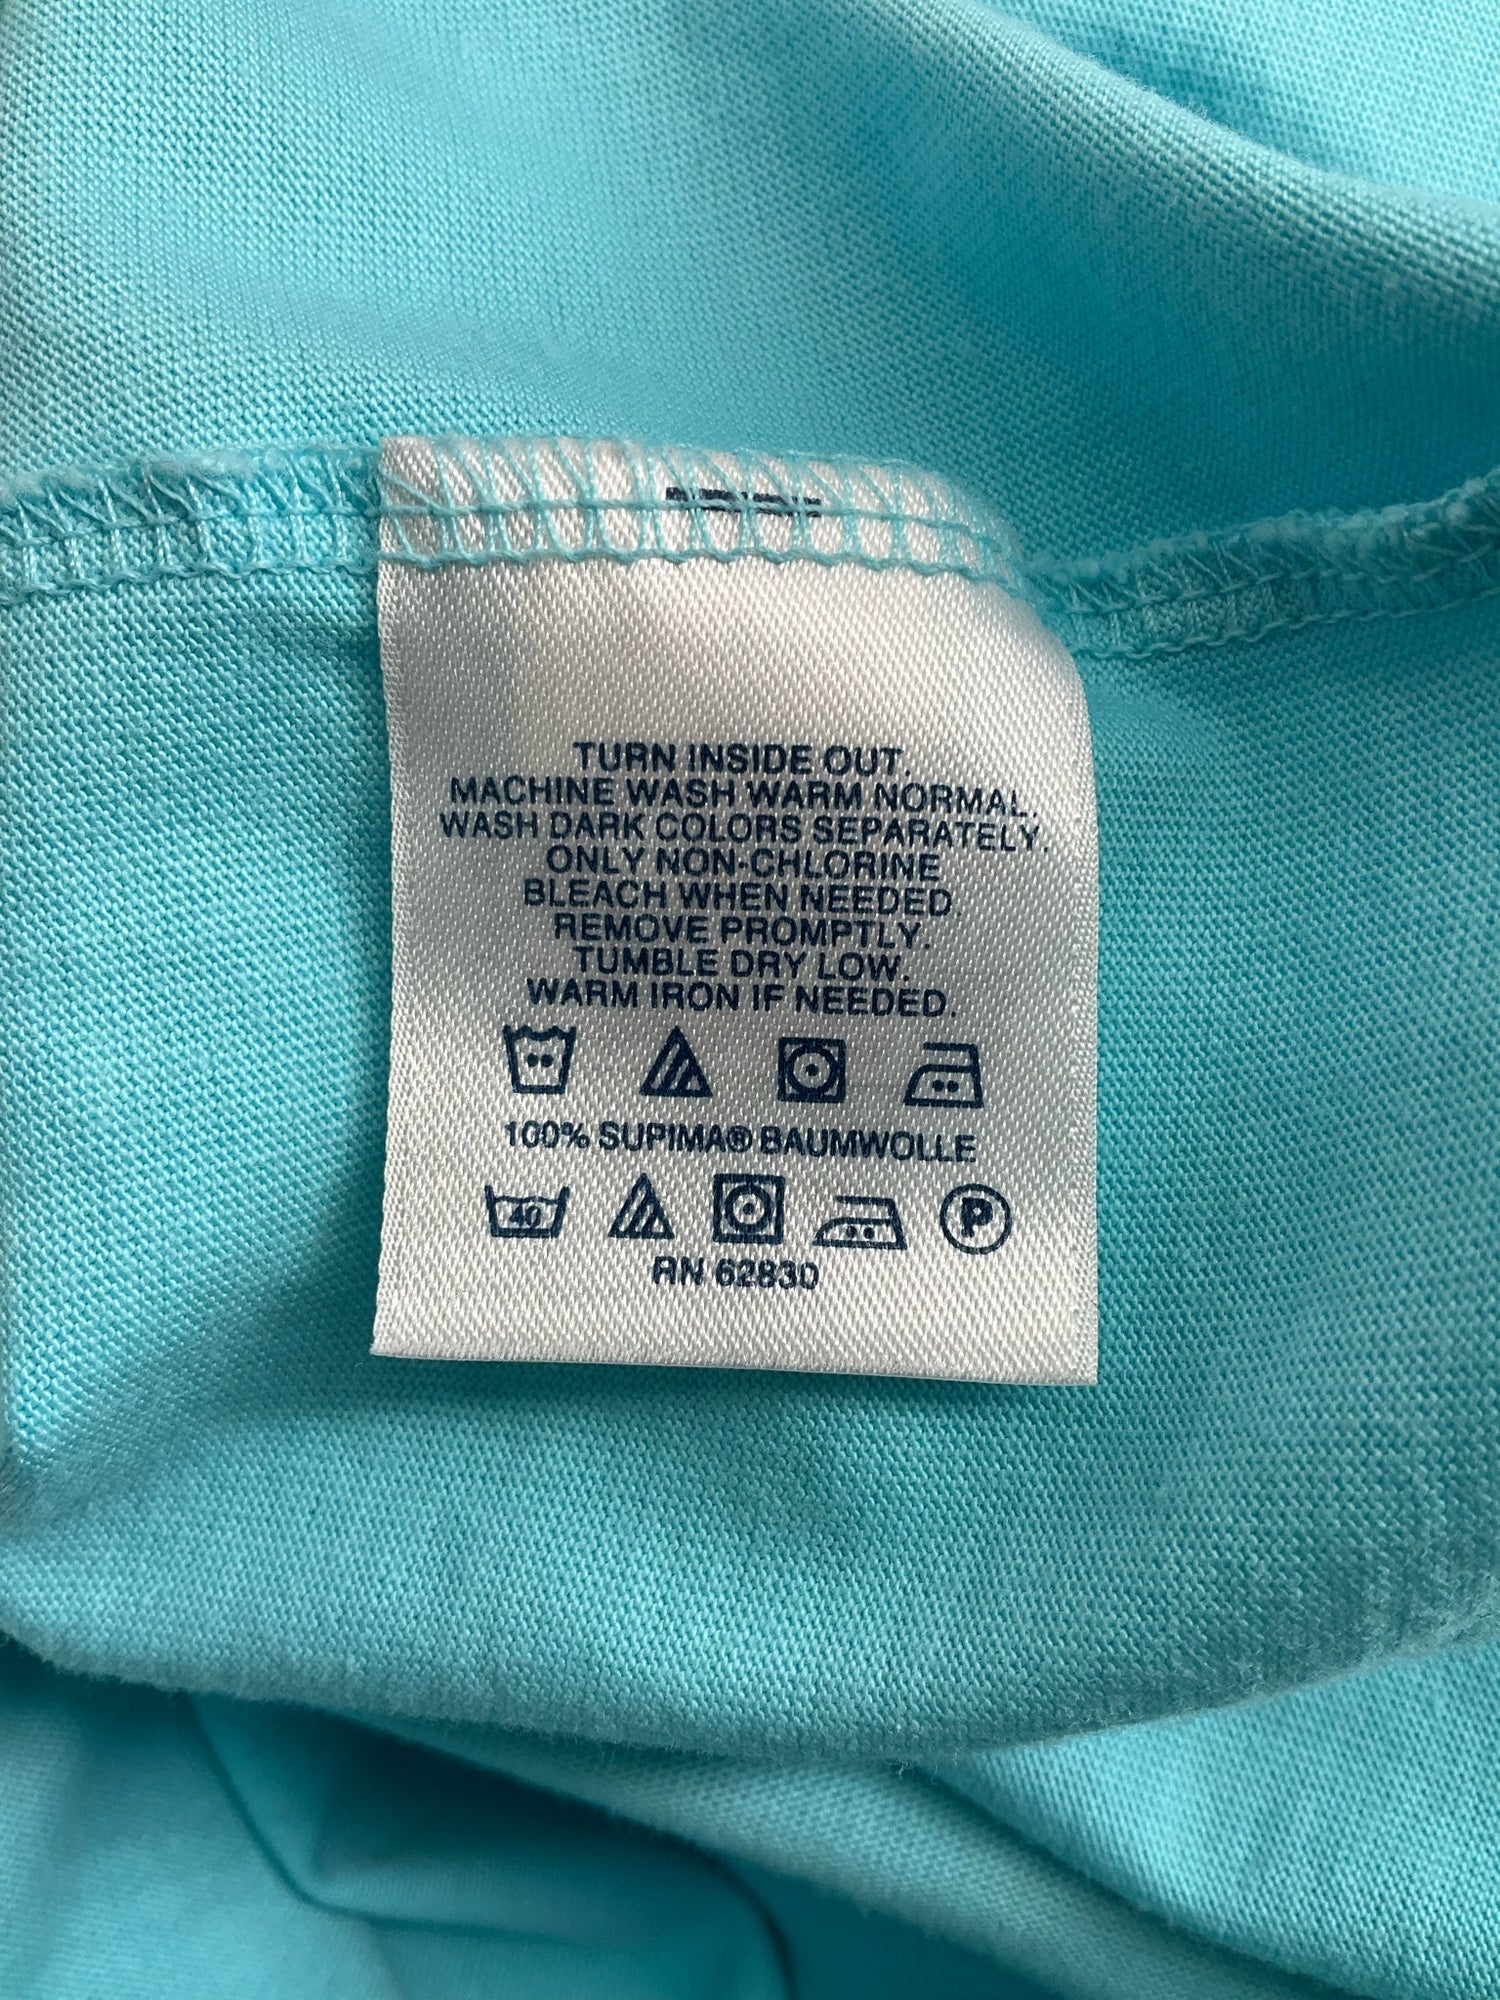 TURN INSIDE OUT.
MACHINE WASH WARM NORMAL.
WASH DARK COLORS SEPARATELY.
ONLY NON-CHLORINE
BLEACH WHEN NEEDED.
REMOVE PROMPTLY.
TUMBLE DRY LOW.
WARM IRON IF NEEDED.
100% SUPIMA® BAUMWOLLE
40 P
RN 62830